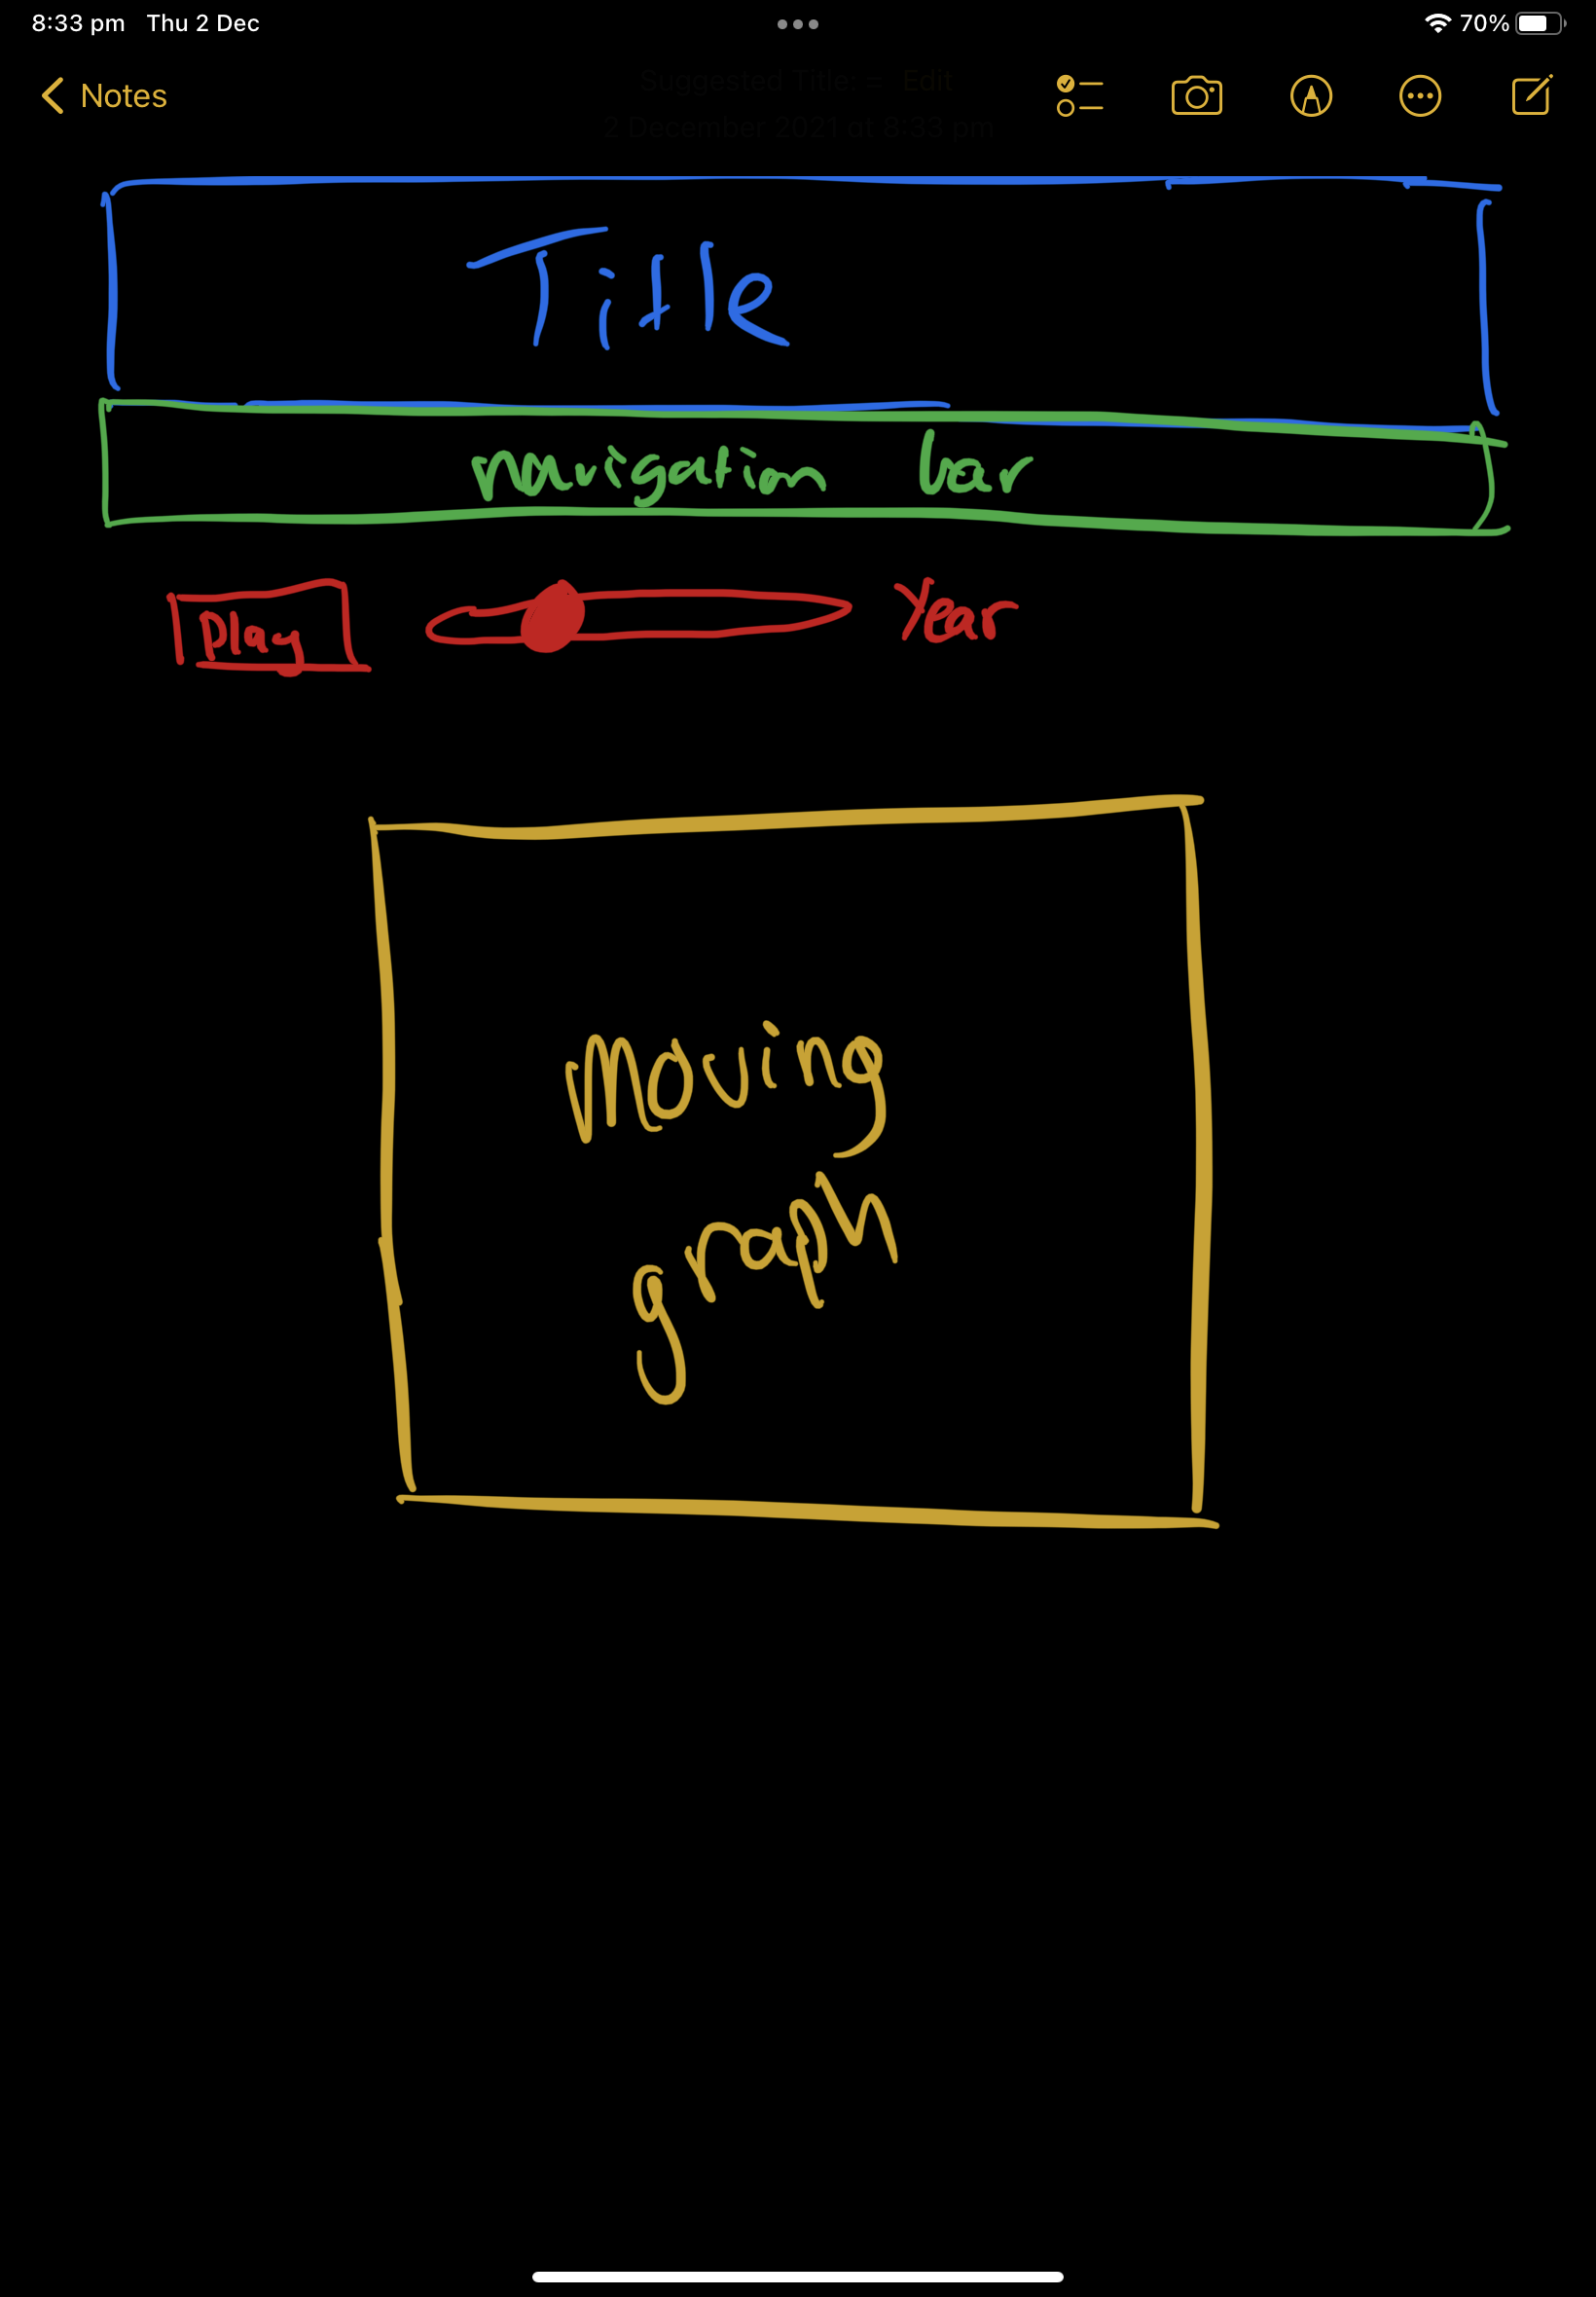 8:33 pm Thu 2 Dec 70%
Notes
Suggested Title: = Edit
2 December 2021 at 8:33 pm
Title
Navigation bar
Play Year
Moving
graph